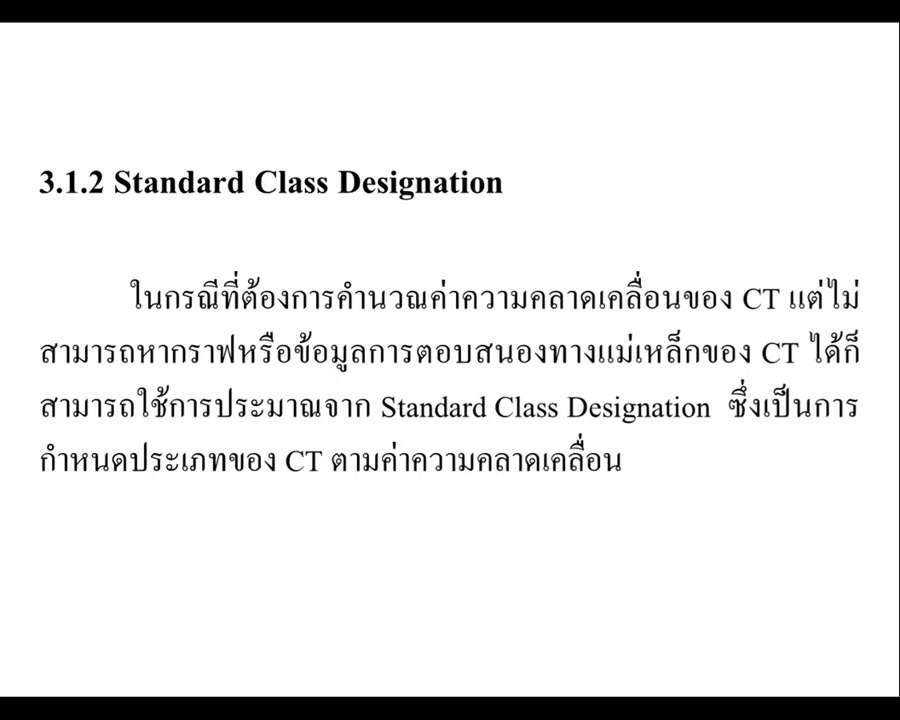 3.1.2 Standard Class Designation
ในกรณีที่ต้องการคำนวณค่าความคลาดเคลื่อนของ CT แต่ไม่
สามารถหากราฟหรือข้อมูลการตอบสนองทางแม่เหล็กของ CT ได้ก็
สามารถใช้การประมาณจาก Standard Class Designation ซึ่งเป็นการ
กำหนดประเภทของ CT ตามค่าความคลาดเคลื่อน